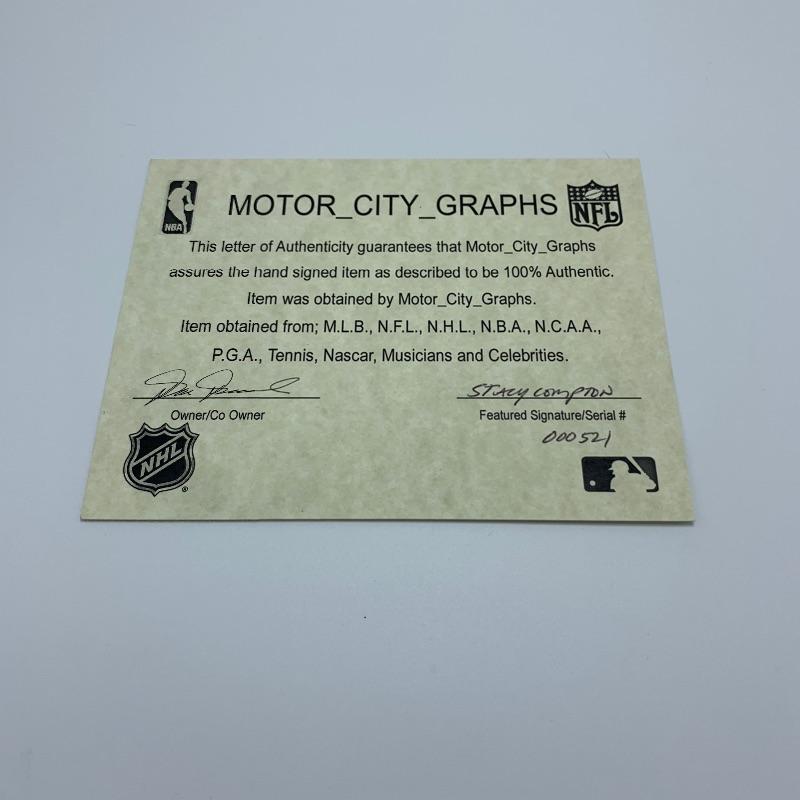 MOTOR_CITY_GRAPHS
NBA
NFL
This letter of Authenticity guarantees that Motor_City_Graphs
assures the hand signed item as described to be 100% Authentic.
Item was obtained by Motor_City_Graphs.
Item obtained from; M.L.B., N.F.L., N.H.L., N.B.A., N.C.A.A.,
P.G.A., Tennis, Nascar, Musicians and Celebrities.
STACY COMPTON
Owner/Co Owner
Featured Signature/Serial #
000521
NHL